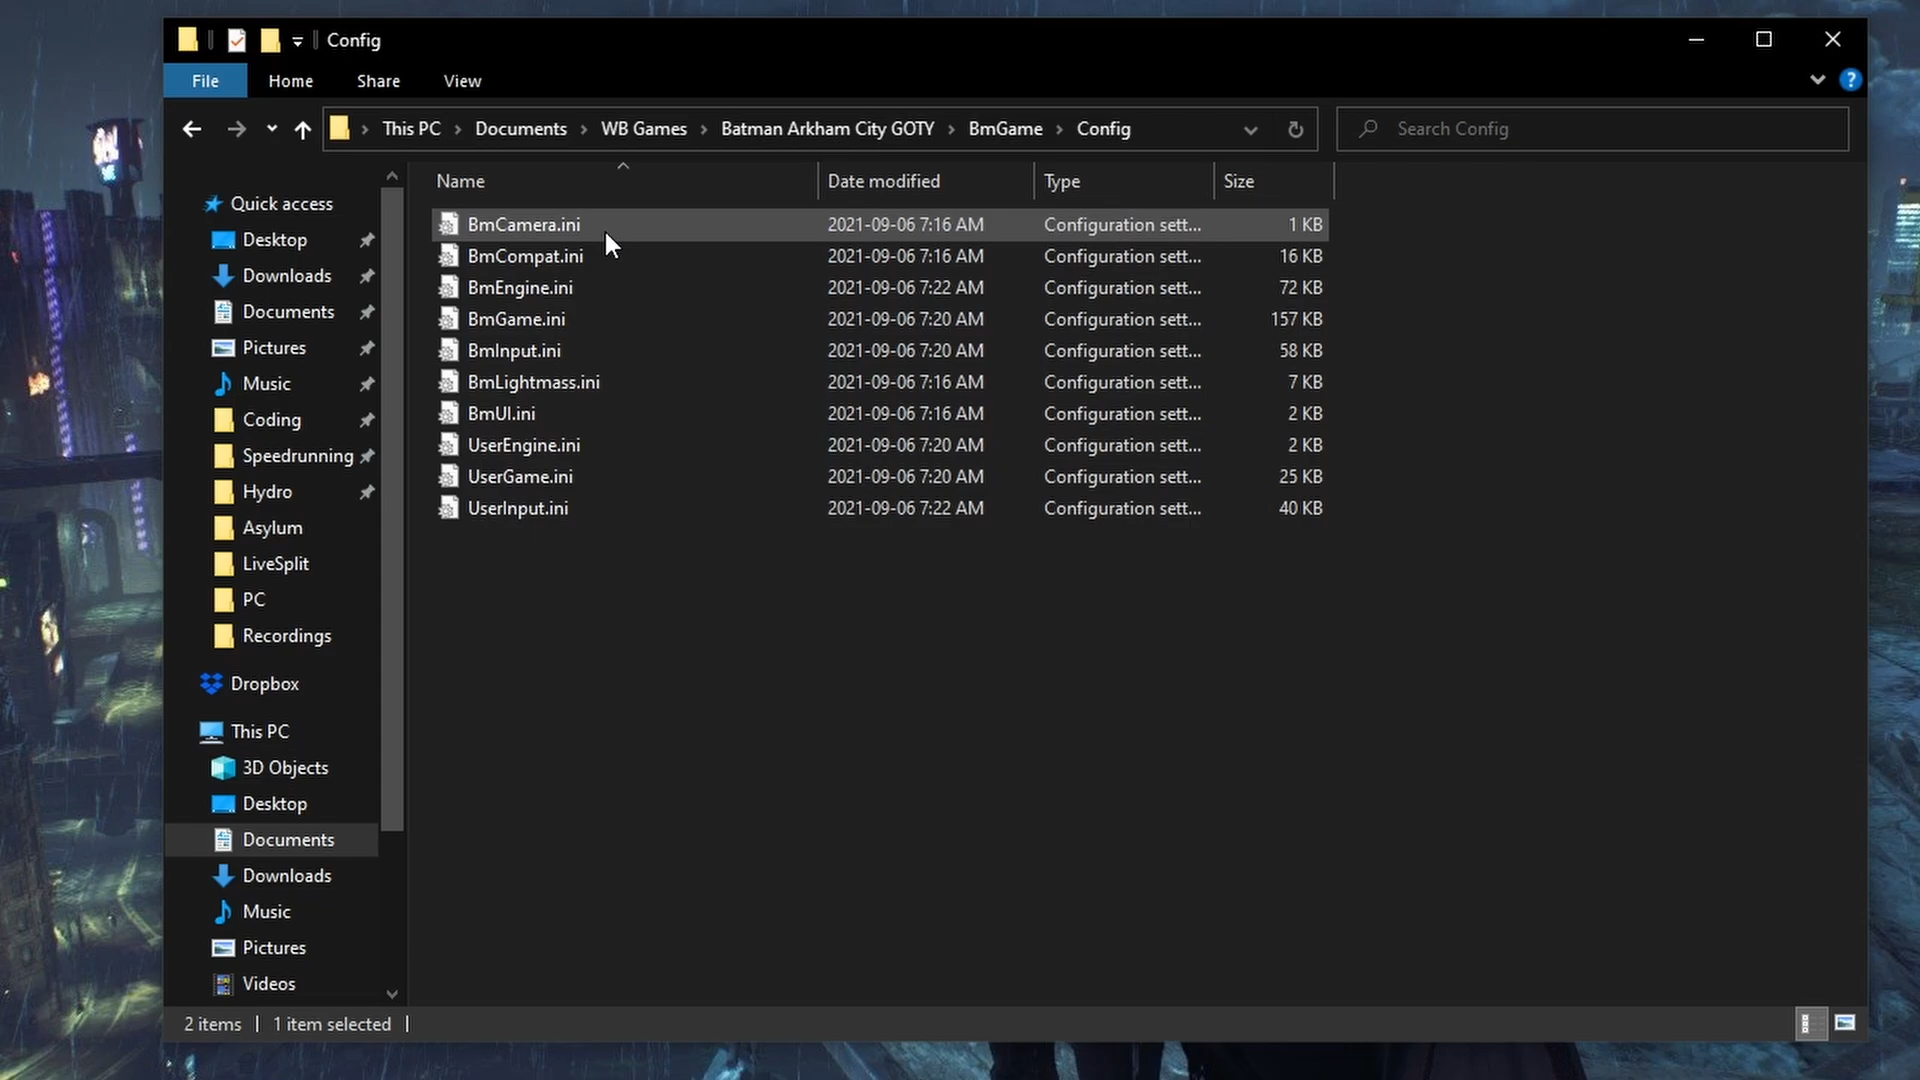 Config
File Home Share View
This PC Documents WB Games Batman Arkham City GOTY BmGame Config
Search Config
Name Date modified Type Size
Quick access
Desktop
Downloads
Documents
Pictures
Music
Coding
Speedrunning
Hydro
Asylum
LiveSplit
PC
Recordings
Dropbox
This PC
3D Objects
Desktop
Documents
Downloads
Music
Pictures
Videos
BmCamera.ini 2021-09-06 7:16 AM Configuration sett... 1 KB
BmCompat.ini 2021-09-06 7:16 AM Configuration sett... 16 KB
BmEngine.ini 2021-09-06 7:22 AM Configuration sett... 72 KB
BmGame.ini 2021-09-06 7:20 AM Configuration sett... 157 KB
BmInput.ini 2021-09-06 7:20 AM Configuration sett... 58 KB
BmLightmass.ini 2021-09-06 7:16 AM Configuration sett... 7 KB
BmUI.ini 2021-09-06 7:16 AM Configuration sett... 2 KB
UserEngine.ini 2021-09-06 7:20 AM Configuration sett... 2 KB
UserGame.ini 2021-09-06 7:20 AM Configuration sett... 25 KB
UserInput.ini 2021-09-06 7:22 AM Configuration sett... 40 KB
2 items 1 item selected